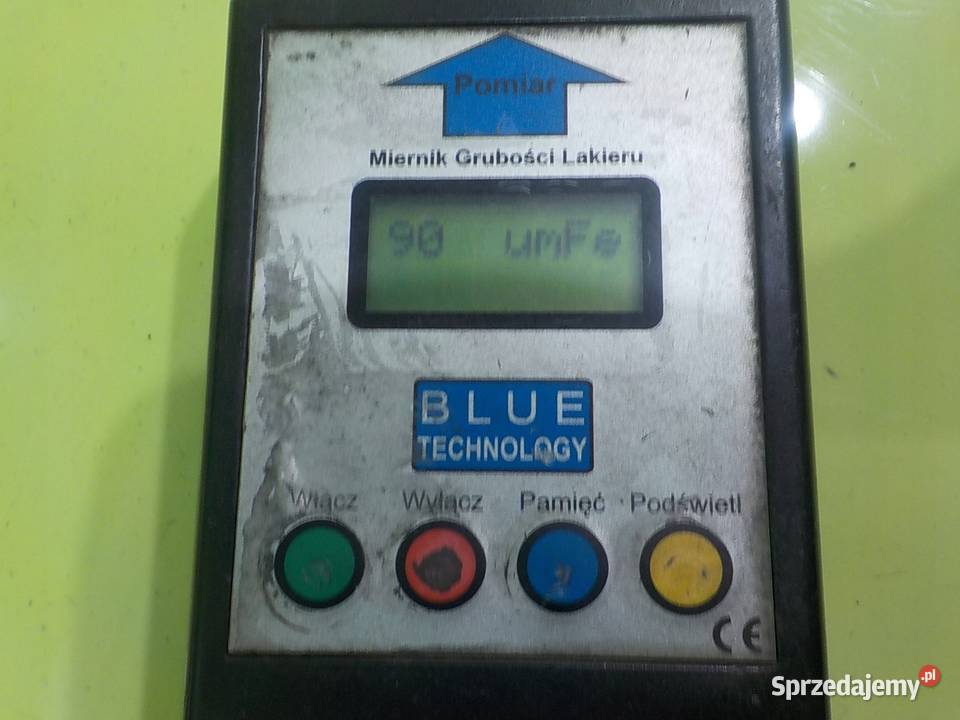 Pomiar
Miernik Grubości Lakieru
90 umFe
BLUE
TECHNOLOGY
Włącz Wyłącz Pamięć Podświetl
CE
Sprzedajemy.pl